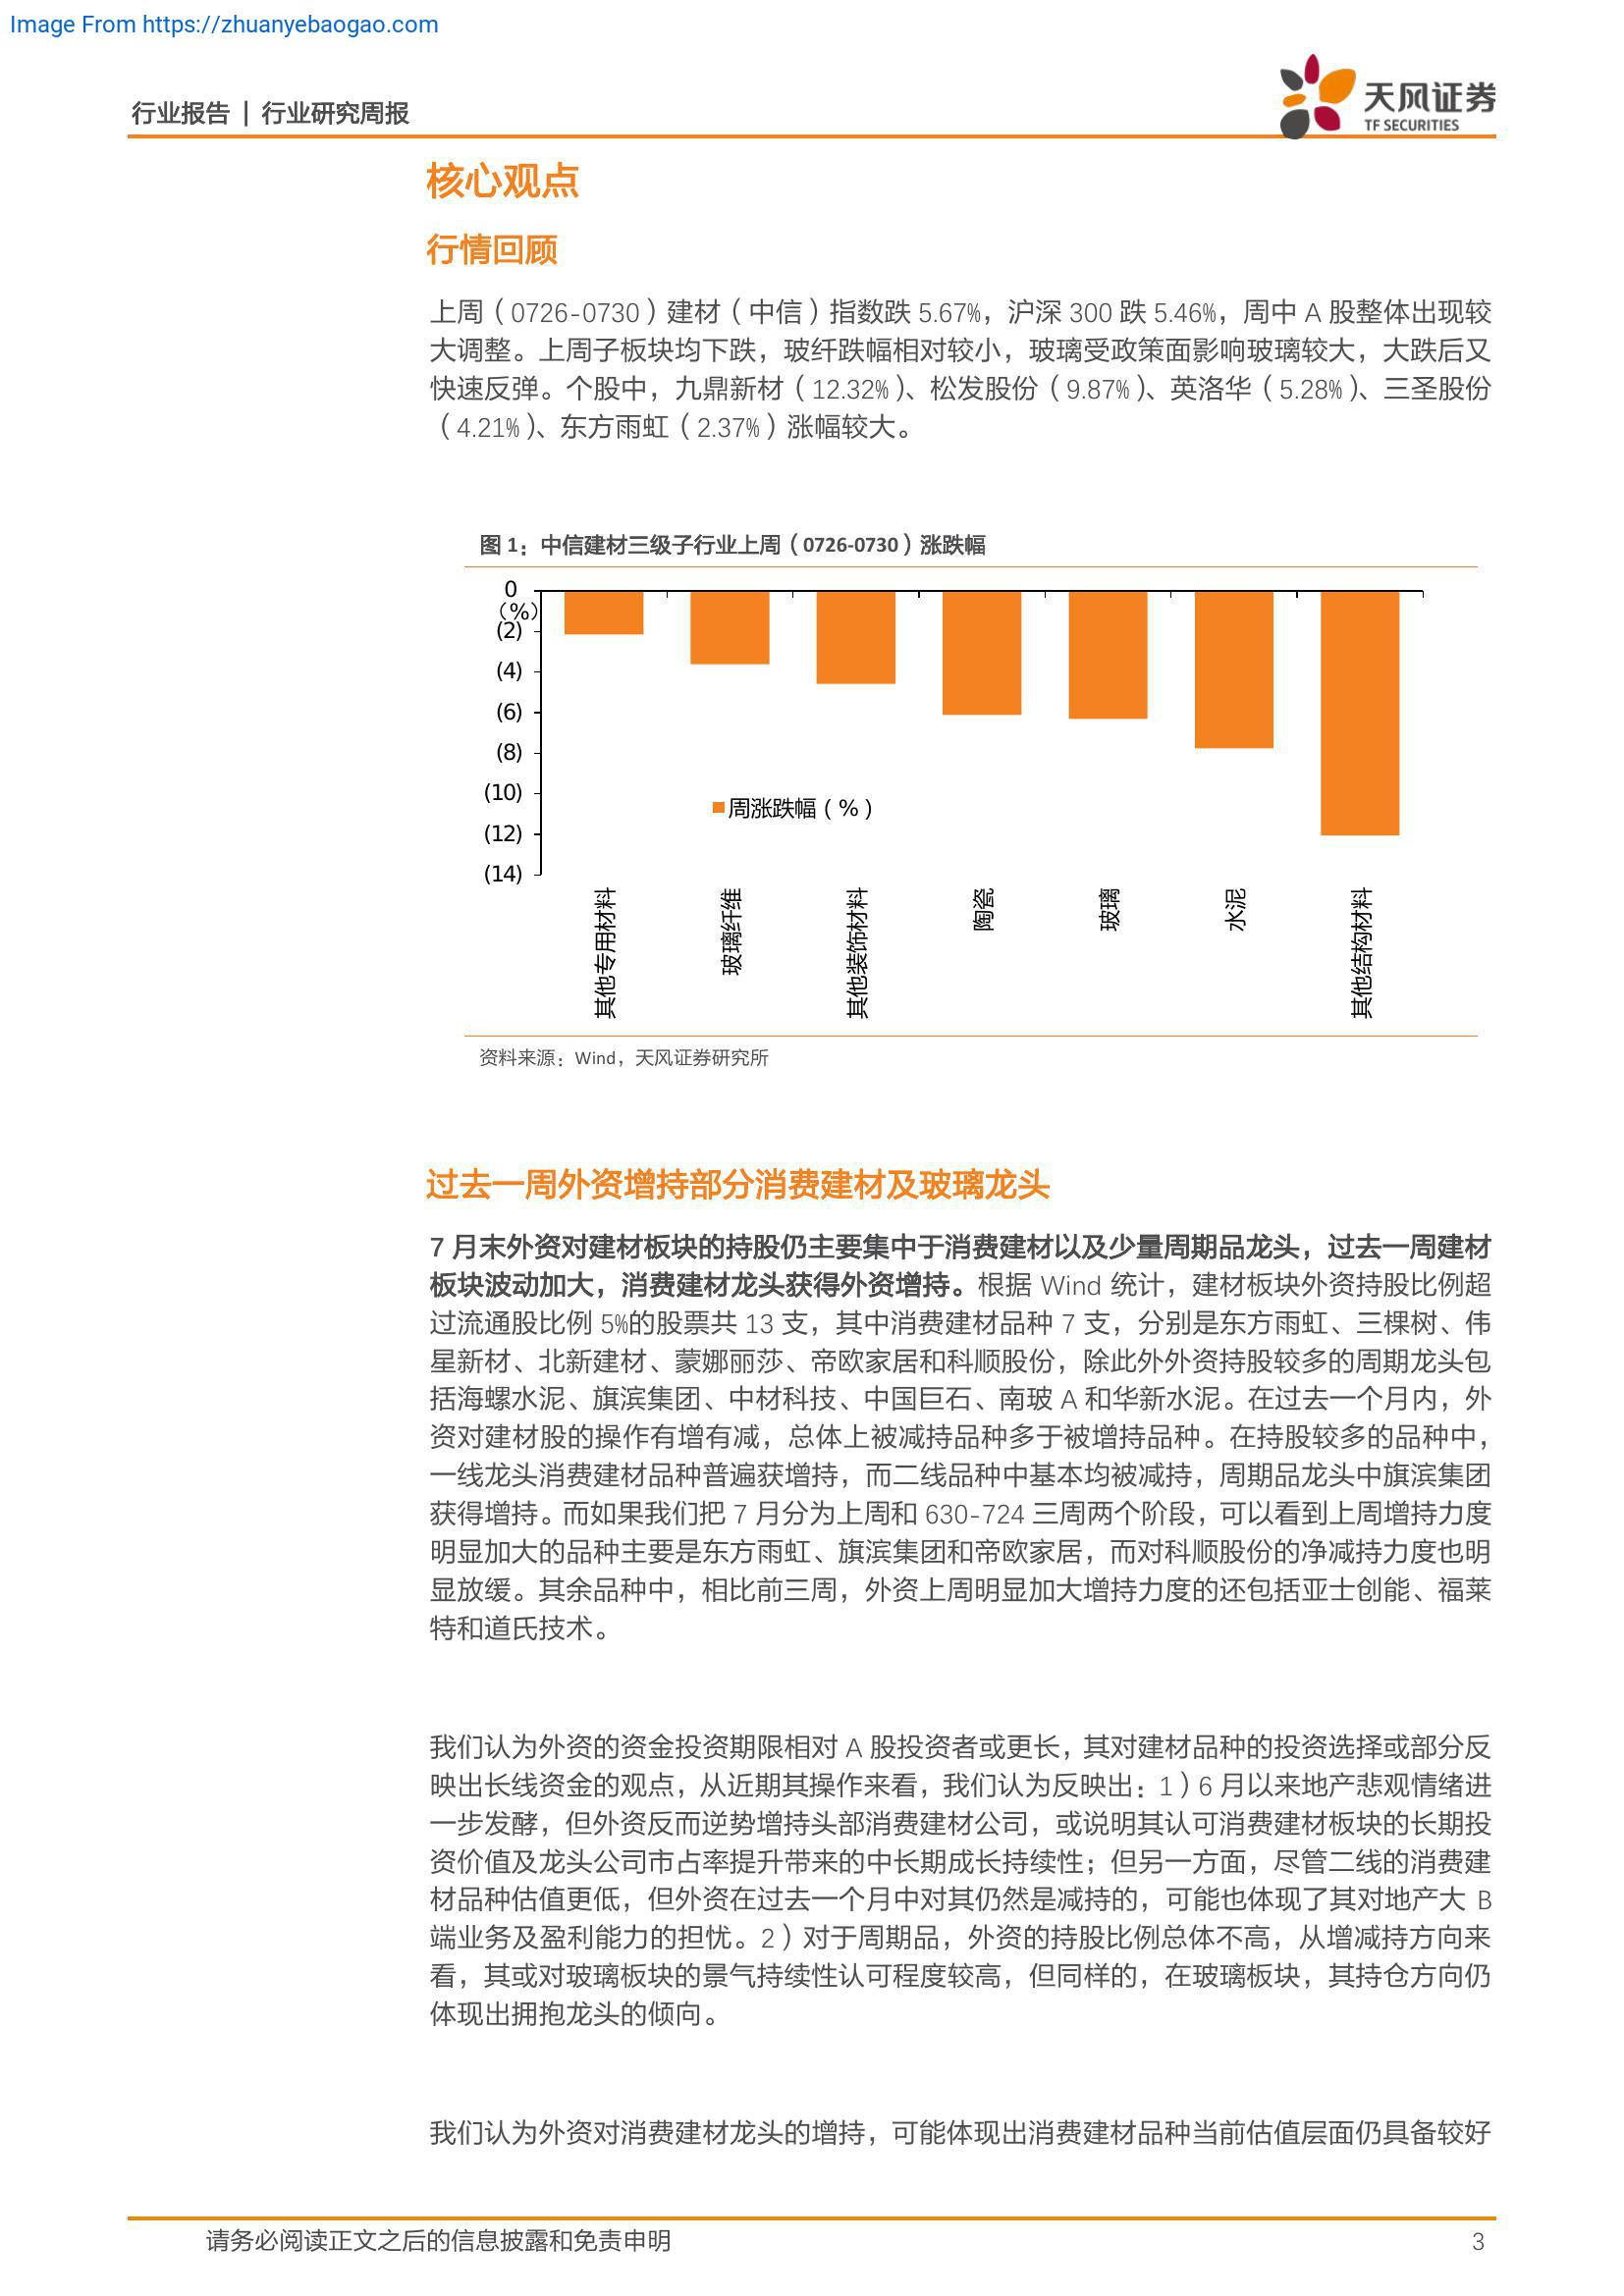 Image From https://zhuanyebaogao.com
行业报告 | 行业研究周报
天风证券
TF SECURITIES
核心观点
行情回顾
上周（0726-0730）建材（中信）指数跌 5.67%，沪深 300 跌 5.46%，周中 A 股整体出现较
大调整。上周子板块均下跌，玻纤跌幅相对较小，玻璃受政策面影响玻璃较大，大跌后又
快速反弹。个股中，九鼎新材（12.32%）、松发股份（9.87%）、英洛华（5.28%）、三圣股份
（4.21%）、东方雨虹（2.37%）涨幅较大。
图 1：中信建材三级子行业上周（0726-0730）涨跌幅
0
（%）
(2)
(4)
(6)
(8)
(10)
(12)
(14)
周涨跌幅（%）
其他专用材料
玻璃纤维
其他装饰材料
陶瓷
玻璃
水泥
其他结构材料
资料来源：Wind，天风证券研究所
过去一周外资增持部分消费建材及玻璃龙头
7 月末外资对建材板块的持股仍主要集中于消费建材以及少量周期品龙头，过去一周建材
板块波动加大，消费建材龙头获得外资增持。根据 Wind 统计，建材板块外资持股比例超
过流通股比例 5%的股票共 13 支，其中消费建材品种 7 支，分别是东方雨虹、三棵树、伟
星新材、北新建材、蒙娜丽莎、帝欧家居和科顺股份，除此外外资持股较多的周期龙头包
括海螺水泥、旗滨集团、中材科技、中国巨石、南玻 A 和华新水泥。在过去一个月内，外
资对建材股的操作有增有减，总体上被减持品种多于被增持品种。在持股较多的品种中，
一线龙头消费建材品种普遍获增持，而二线品种中基本均被减持，周期品龙头中旗滨集团
获得增持。而如果我们把 7 月分为上周和 630-724 三周两个阶段，可以看到上周增持力度
明显加大的品种主要是东方雨虹、旗滨集团和帝欧家居，而对科顺股份的净减持力度也明
显放缓。其余品种中，相比前三周，外资上周明显加大增持力度的还包括亚士创能、福莱
特和道氏技术。
我们认为外资的资金投资期限相对 A 股投资者或更长，其对建材品种的投资选择或部分反
映出长线资金的观点，从近期其操作来看，我们认为反映出：1）6 月以来地产悲观情绪进
一步发酵，但外资反而逆势增持头部消费建材公司，或说明其认可消费建材板块的长期投
资价值及龙头公司市占率提升带来的中长期成长持续性；但另一方面，尽管二线的消费建
材品种估值更低，但外资在过去一个月中对其仍然是减持的，可能也体现了其对地产大 B
端业务及盈利能力的担忧。2）对于周期品，外资的持股比例总体不高，从增减持方向来
看，其或对玻璃板块的景气持续性认可程度较高，但同样的，在玻璃板块，其持仓方向仍
体现出拥抱龙头的倾向。
我们认为外资对消费建材龙头的增持，可能体现出消费建材品种当前估值层面仍具备较好
请务必阅读正文之后的信息披露和免责申明
3